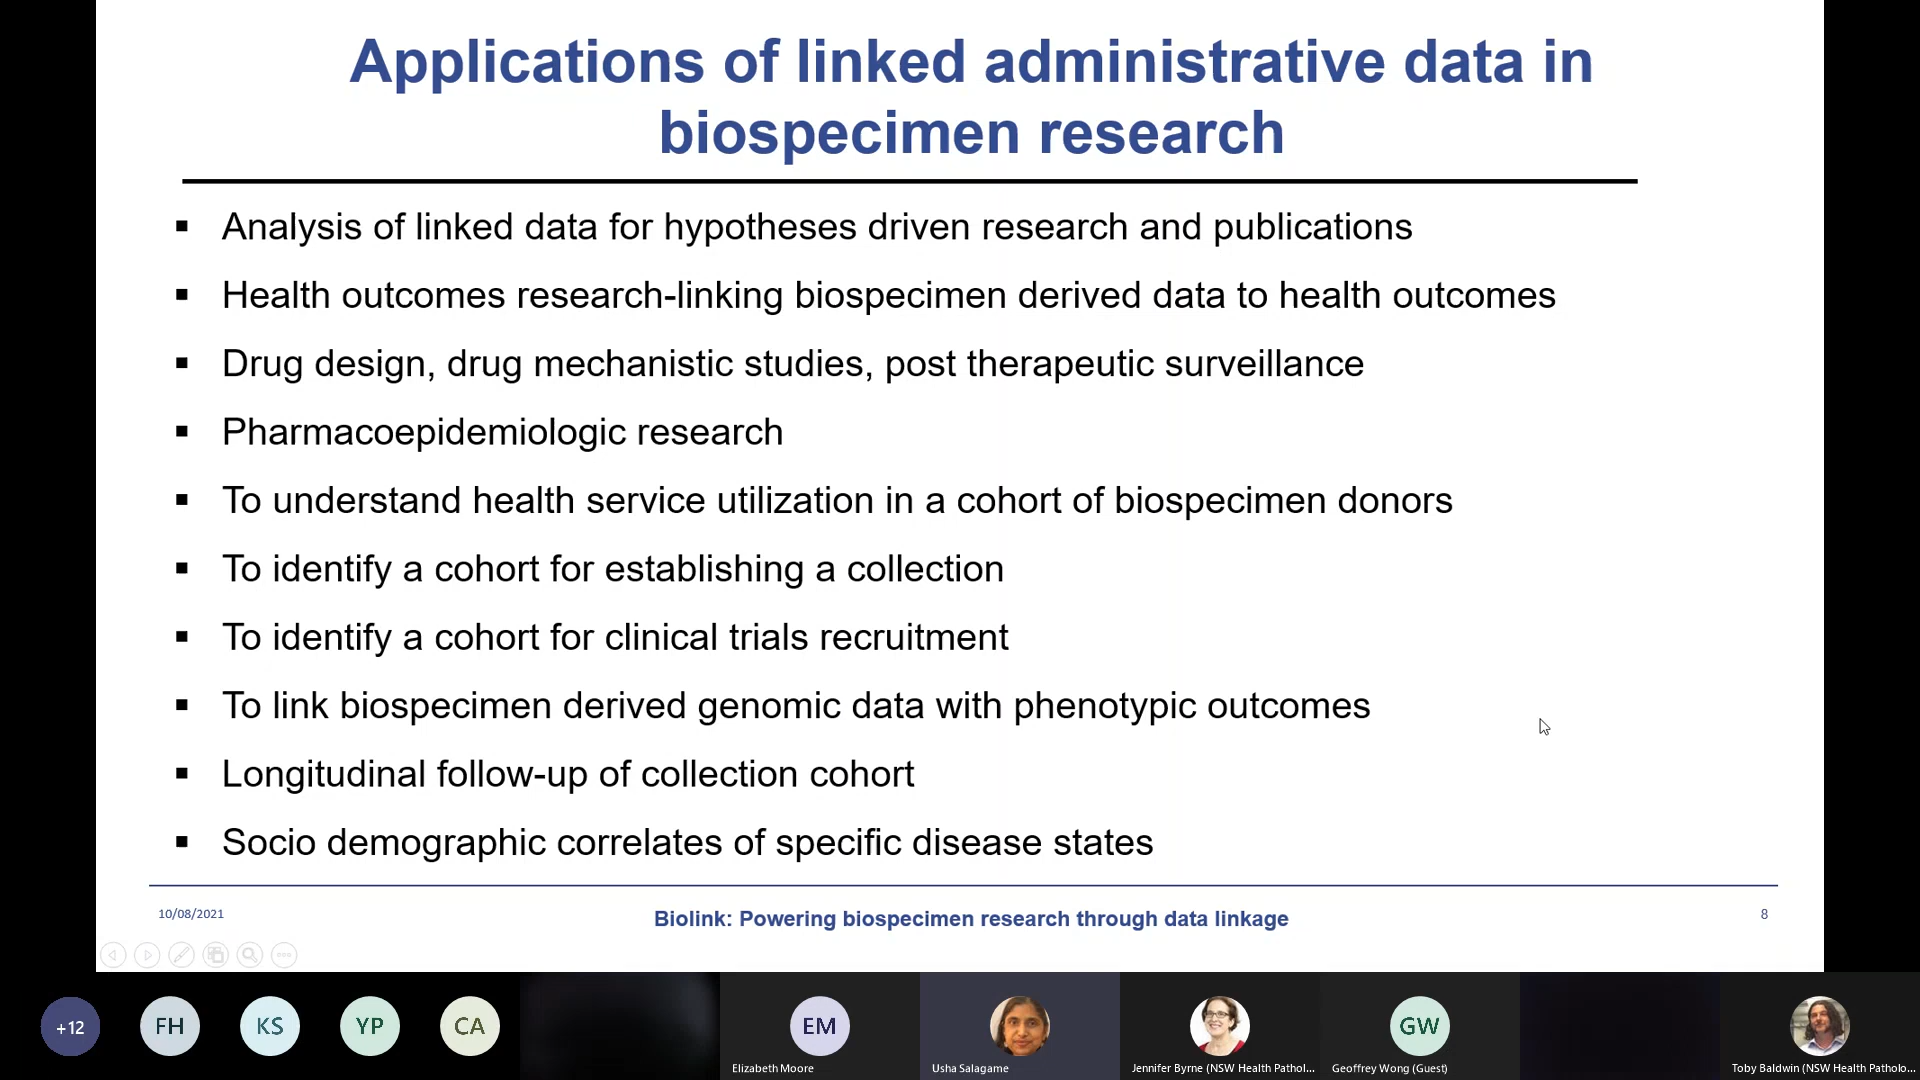 Applications of linked administrative data in
biospecimen research
▪ Analysis of linked data for hypotheses driven research and publications
▪ Health outcomes research-linking biospecimen derived data to health outcomes
▪ Drug design, drug mechanistic studies, post therapeutic surveillance
▪ Pharmacoepidemiologic research
▪ To understand health service utilization in a cohort of biospecimen donors
▪ To identify a cohort for establishing a collection
▪ To identify a cohort for clinical trials recruitment
▪ To link biospecimen derived genomic data with phenotypic outcomes
▪ Longitudinal follow-up of collection cohort
▪ Socio demographic correlates of specific disease states
10/08/2021
Biolink: Powering biospecimen research through data linkage
8
+12
FH
KS
YP
CA
EM
GW
Elizabeth Moore
Usha Salagame
Jennifer Byrne (NSW Health Pathol...
Geoffrey Wong (Guest)
Toby Baldwin (NSW Health Patholo...